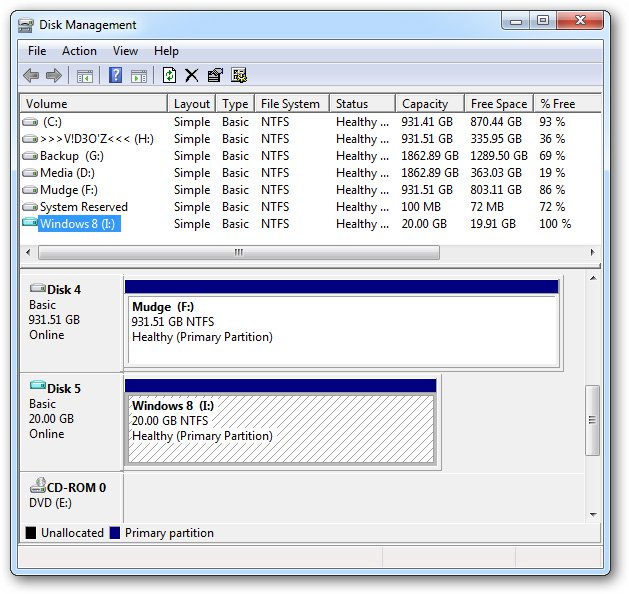 Disk Management
File Action View Help
Volume Layout Type File System Status Capacity Free Space % Free
(C:) Simple Basic NTFS Healthy ... 931.41 GB 870.44 GB 93 %
>>>V!D3O'Z<<< (H:) Simple Basic NTFS Healthy ... 931.51 GB 335.95 GB 36 %
Backup (G:) Simple Basic NTFS Healthy ... 1862.89 GB 1289.50 GB 69 %
Media (D:) Simple Basic NTFS Healthy ... 1862.89 GB 363.03 GB 19 %
Mudge (F:) Simple Basic NTFS Healthy ... 931.51 GB 803.11 GB 86 %
System Reserved Simple Basic NTFS Healthy ... 100 MB 72 MB 72 %
Windows 8 (I:) Simple Basic NTFS Healthy ... 20.00 GB 19.91 GB 100 %
Disk 4
Basic
931.51 GB
Online
Mudge (F:)
931.51 GB NTFS
Healthy (Primary Partition)
Disk 5
Basic
20.00 GB
Online
Windows 8 (I:)
20.00 GB NTFS
Healthy (Primary Partition)
CD-ROM 0
DVD (E:)
Unallocated Primary partition